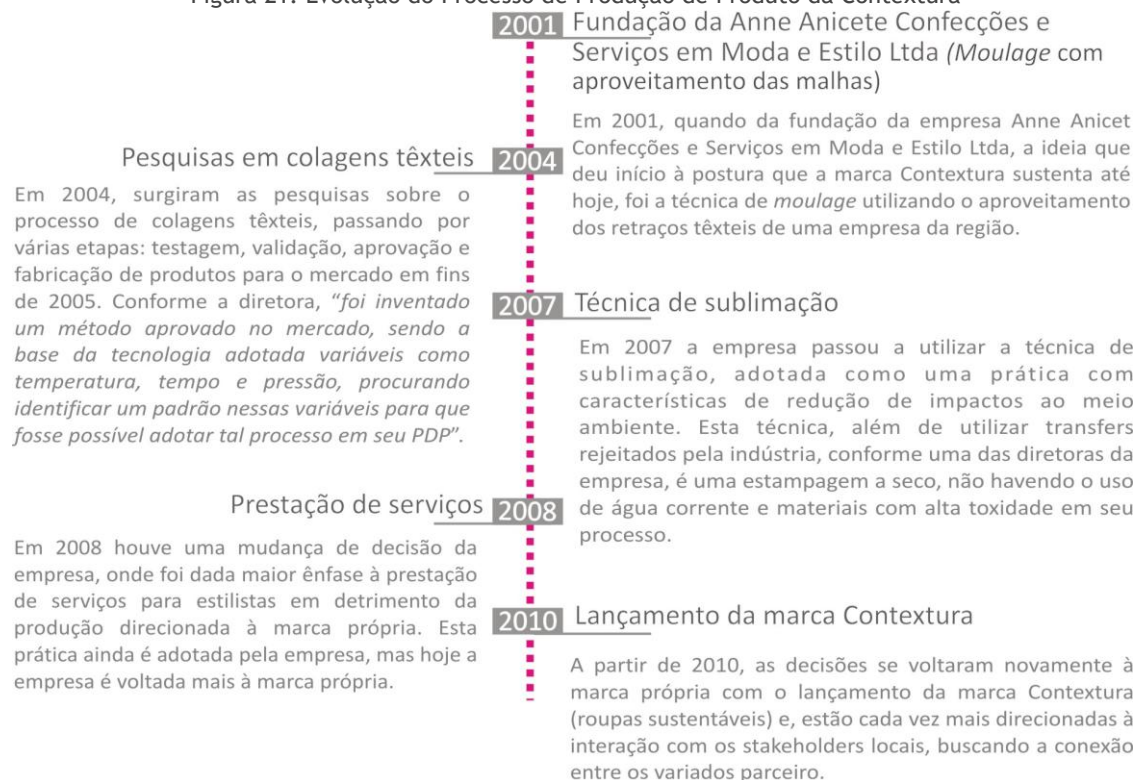 Figura 21: Evolução do Processo de Produção de Produto da Contextura
2001 Fundação da Anne Anicete Confecções e
Serviços em Moda e Estilo Ltda (Moulage com
aproveitamento das malhas)
Em 2001, quando da fundação da empresa Anne Anicet
Confecções e Serviços em Moda e Estilo Ltda, a ideia que
deu início à postura que a marca Contextura sustenta até
hoje, foi a técnica de moulage utilizando o aproveitamento
dos retraços têxteis de uma empresa da região.
Pesquisas em colagens têxteis 2004
Em 2004, surgiram as pesquisas sobre o
processo de colagens têxteis, passando por
várias etapas: testagem, validação, aprovação e
fabricação de produtos para o mercado em fins
de 2005. Conforme a diretora, “foi inventado
um método aprovado no mercado, sendo a
base da tecnologia adotada variáveis como
temperatura, tempo e pressão, procurando
identificar um padrão nessas variáveis para que
fosse possível adotar tal processo em seu PDP”.
2007 Técnica de sublimação
Em 2007 a empresa passou a utilizar a técnica de
sublimação, adotada como uma prática com
características de redução de impactos ao meio
ambiente. Esta técnica, além de utilizar transfers
rejeitados pela indústria, conforme uma das diretoras da
empresa, é uma estampagem a seco, não havendo o uso
de água corrente e materiais com alta toxidade em seu
processo.
Prestação de serviços 2008
Em 2008 houve uma mudança de decisão da
empresa, onde foi dada maior ênfase à prestação
de serviços para estilistas em detrimento da
produção direcionada à marca própria. Esta
prática ainda é adotada pela empresa, mas hoje a
empresa é voltada mais à marca própria.
2010 Lançamento da marca Contextura
A partir de 2010, as decisões se voltaram novamente à
marca própria com o lançamento da marca Contextura
(roupas sustentáveis) e, estão cada vez mais direcionadas à
interação com os stakeholders locais, buscando a conexão
entre os variados parceiro.